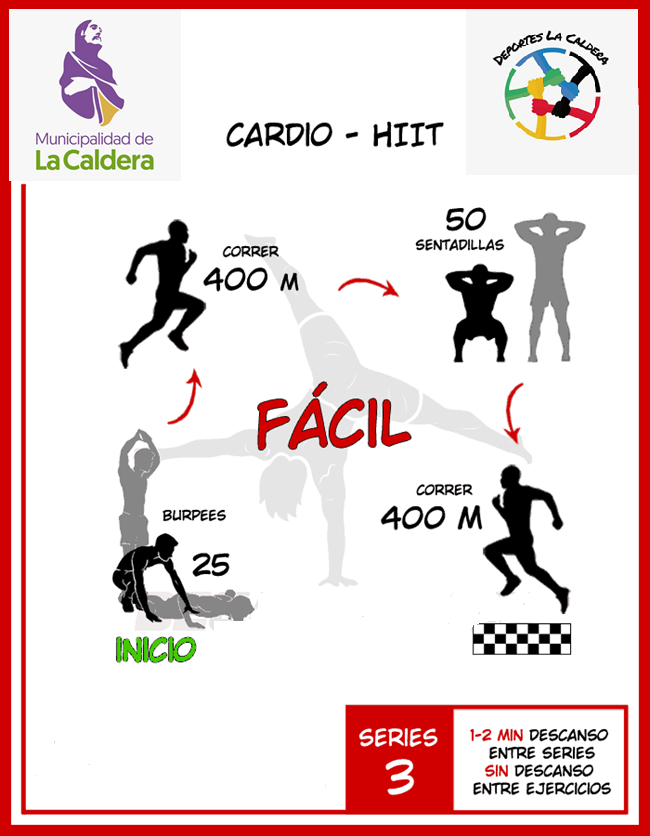 Municipalidad de
La Caldera
DEPORTES LA CALDERA
CARDIO - HIIT
CORRER
400 M
50
SENTADILLAS
FÁCIL
BURPEES
25
INICIO
CORRER
400 M
SERIES
3
1-2 MIN DESCANSO
ENTRE SERIES
SIN DESCANSO
ENTRE EJERCICIOS